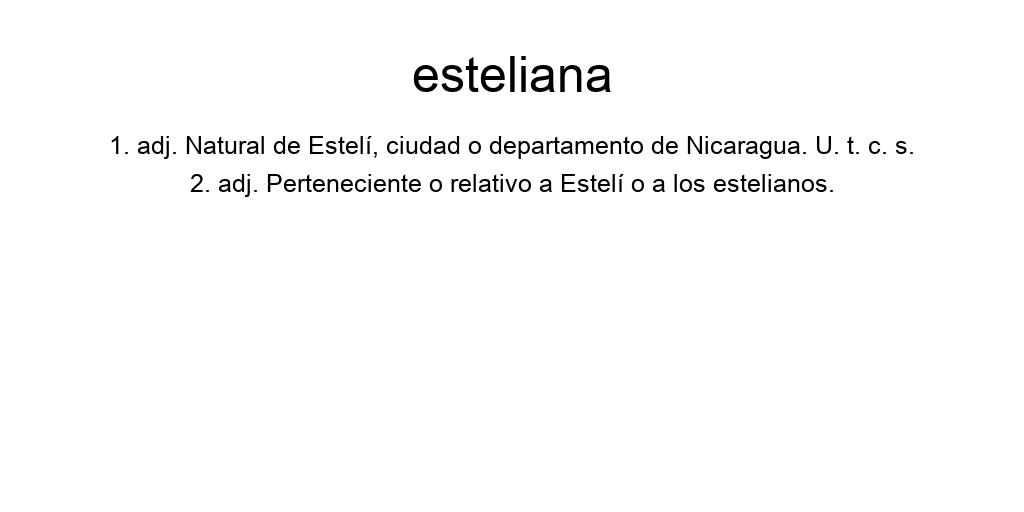 esteliana
1. adj. Natural de Estelí, ciudad o departamento de Nicaragua. U. t. c. s.
2. adj. Perteneciente o relativo a Estelí o a los estelianos.